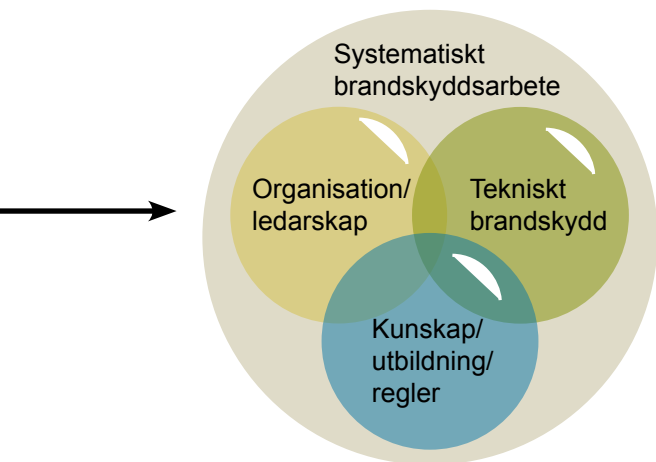 Systematiskt
brandskyddsarbete
Organisation/
ledarskap
Tekniskt
brandskydd
Kunskap/
utbildning/
regler